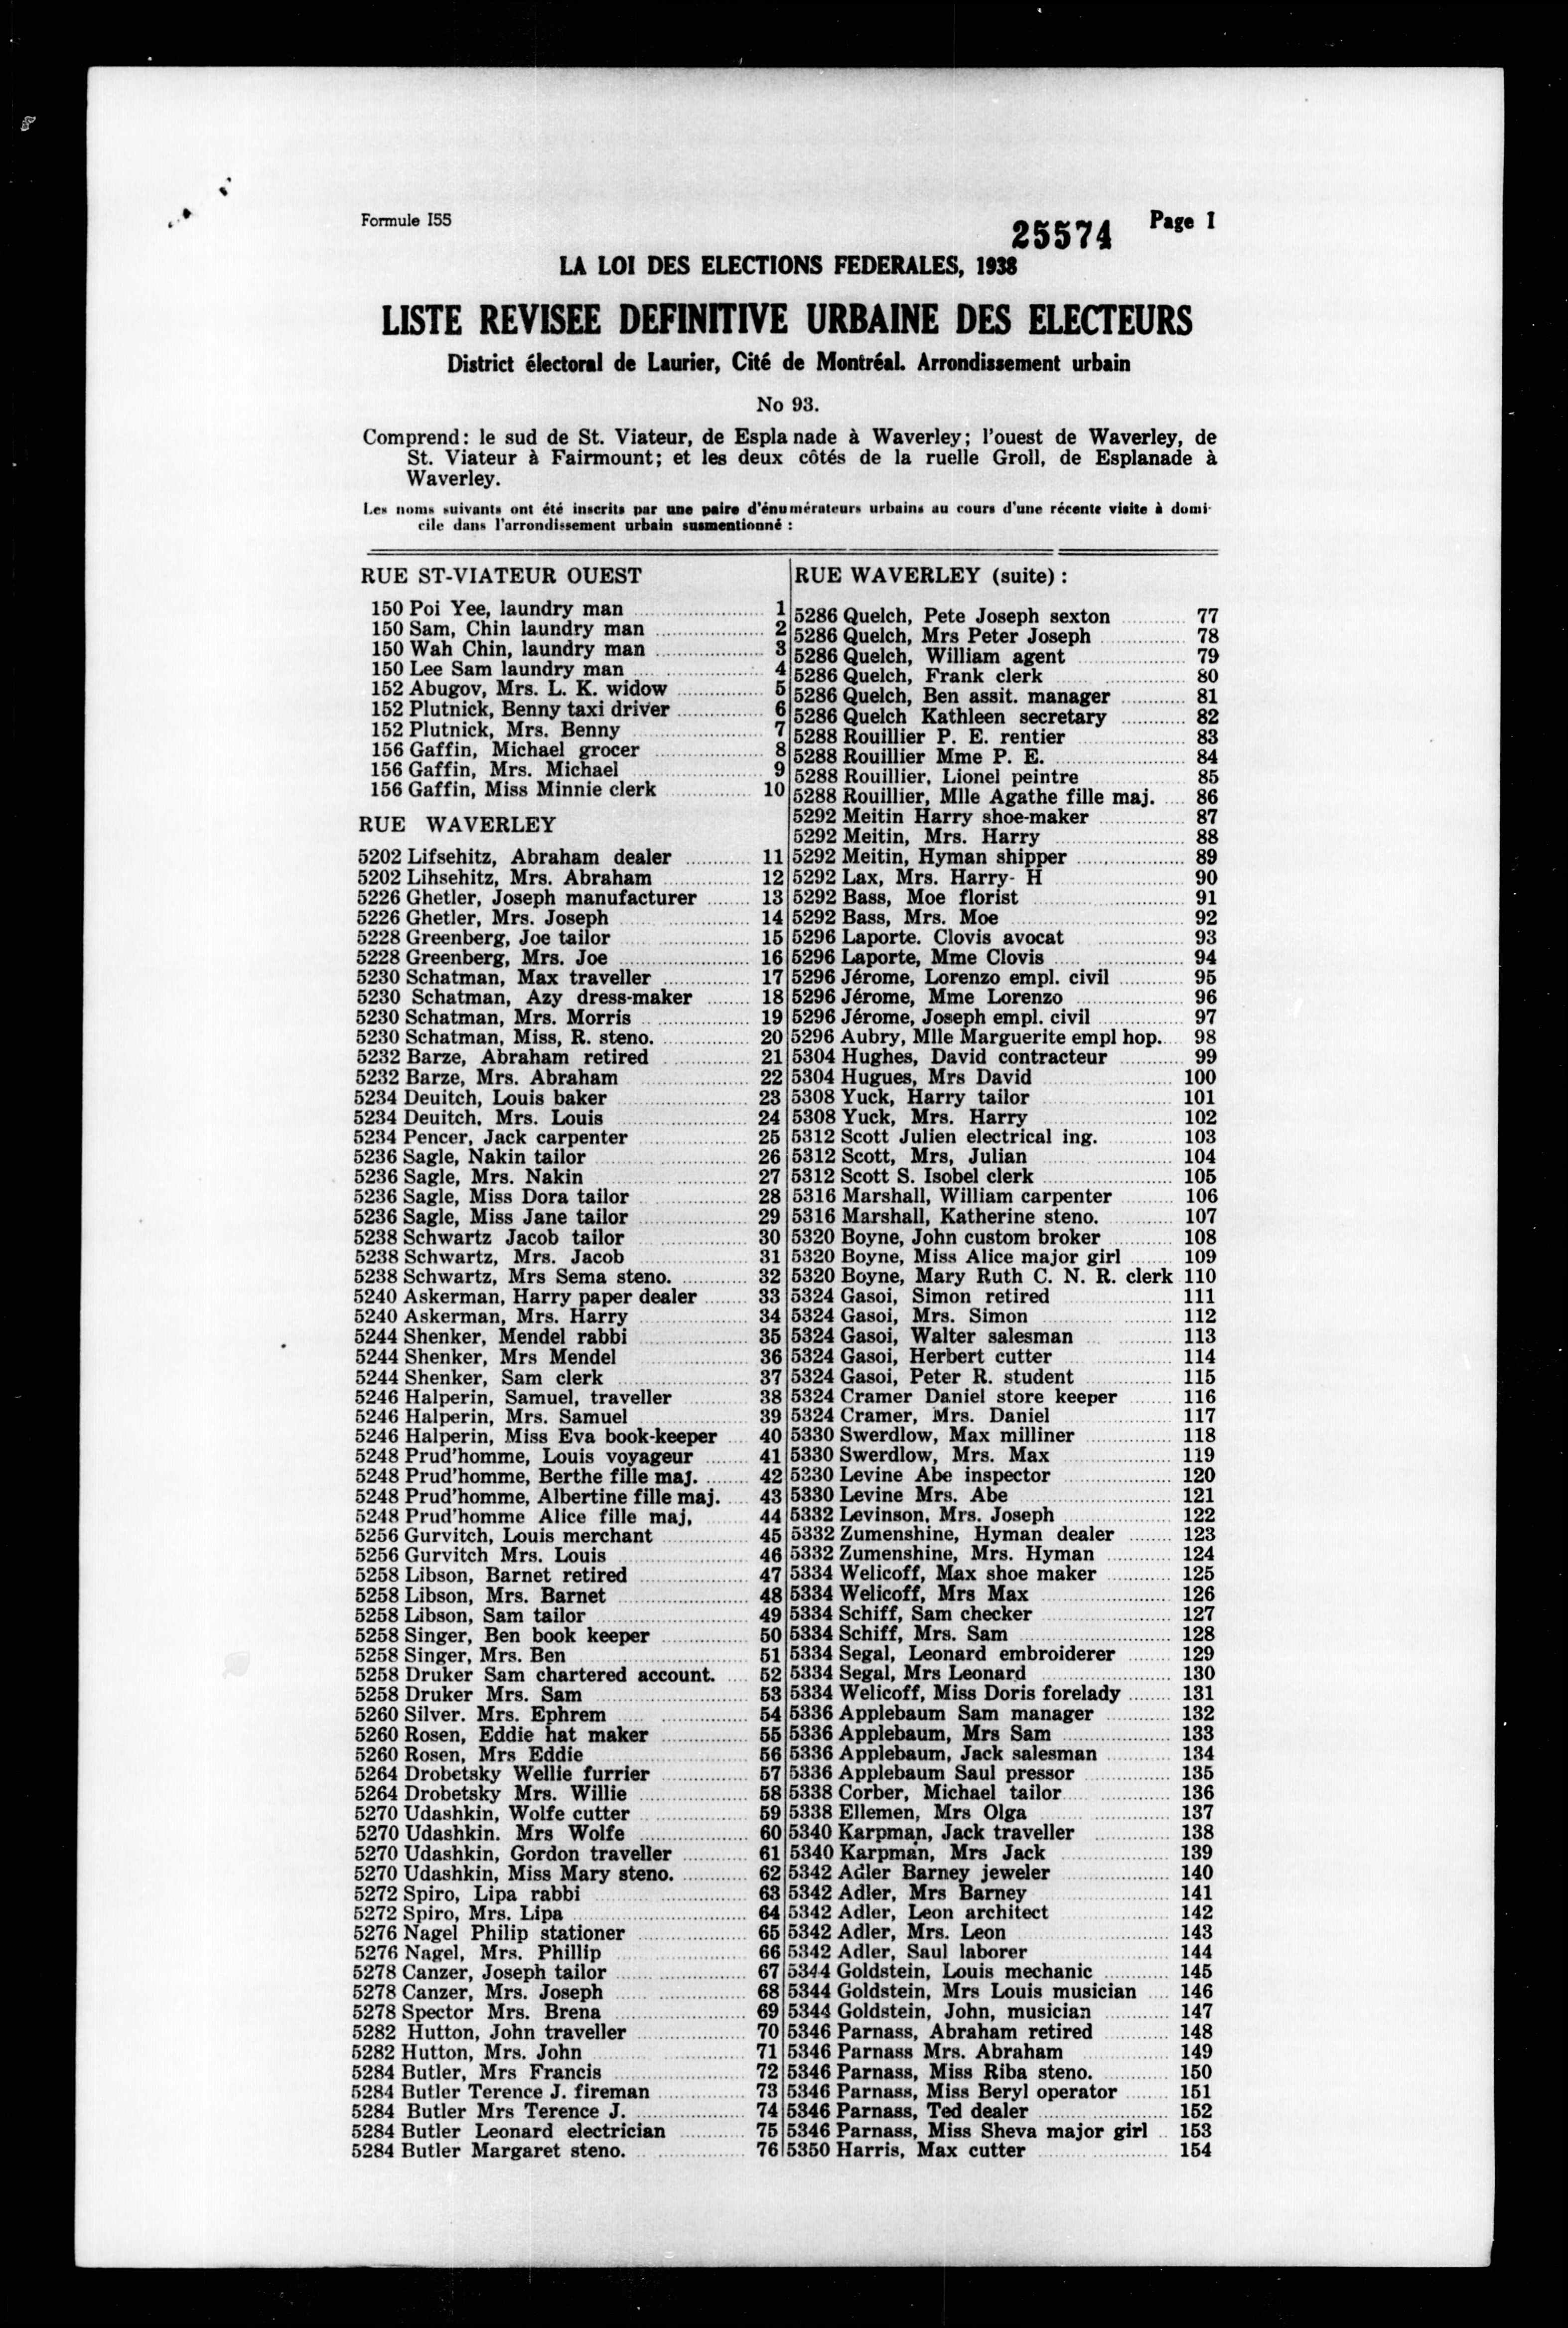 Formule 155
25574
Page 1
LA LOI DES ELECTIONS FEDERALES, 1938
LISTE REVISEE DEFINITIVE URBAINE DES ELECTEURS
District électoral de Laurier, Cité de Montréal. Arrondissement urbain
No 93.
Comprend: le sud de St. Viateur, de Esplanade à Waverley; l'ouest de Waverley, de
St. Viateur à Fairmount; et les deux côtés de la ruelle Groll, de Esplanade à
Waverley.
Les noms suivants ont été inscrits par une paire d'énumérateurs urbains au cours d'une récente visite à domi-
cile dans l'arrondissement urbain susmentionné :
RUE ST-VIATEUR OUEST
150 Poi Yee, laundry man 1
150 Sam, Chin laundry man 2
150 Wah Chin, laundry man 3
150 Lee Sam laundry man 4
152 Abugov, Mrs. L. K. widow 5
152 Plutnick, Benny taxi driver 6
152 Plutnick, Mrs. Benny 7
156 Gaffin, Michael grocer 8
156 Gaffin, Mrs. Michael 9
156 Gaffin, Miss Minnie clerk 10
RUE WAVERLEY
5202 Lifsehitz, Abraham dealer 11
5202 Lihsehitz, Mrs. Abraham 12
5226 Ghetler, Joseph manufacturer 13
5226 Ghetler, Mrs. Joseph 14
5228 Greenberg, Joe tailor 15
5228 Greenberg, Mrs. Joe 16
5230 Schatman, Max traveller 17
5230 Schatman, Azy dress-maker 18
5230 Schatman, Mrs. Morris 19
5230 Schatman, Miss, R. steno. 20
5232 Barze, Abraham retired 21
5232 Barze, Mrs. Abraham 22
5234 Deuitch, Louis baker 23
5234 Deuitch, Mrs. Louis 24
5234 Pencer, Jack carpenter 25
5236 Sagle, Nakin tailor 26
5236 Sagle, Mrs. Nakin 27
5236 Sagle, Miss Dora tailor 28
5236 Sagle, Miss Jane tailor 29
5238 Schwartz Jacob tailor 30
5238 Schwartz, Mrs. Jacob 31
5238 Schwartz, Mrs Sema steno. 32
5240 Askerman, Harry paper dealer 33
5240 Askerman, Mrs. Harry 34
5244 Shenker, Mendel rabbi 35
5244 Shenker, Mrs Mendel 36
5244 Shenker, Sam clerk 37
5246 Halperin, Samuel, traveller 38
5246 Halperin, Mrs. Samuel 39
5246 Halperin, Miss Eva book-keeper 40
5248 Prud'homme, Louis voyageur 41
5248 Prud'homme, Berthe fille maj. 42
5248 Prud'homme, Albertine fille maj. 43
5248 Prud'homme Alice fille maj, 44
5256 Gurvitch, Louis merchant 45
5256 Gurvitch Mrs. Louis 46
5258 Libson, Barnet retired 47
5258 Libson, Mrs. Barnet 48
5258 Libson, Sam tailor 49
5258 Singer, Ben book keeper 50
5258 Singer, Mrs. Ben 51
5258 Druker Sam chartered account. 52
5258 Druker Mrs. Sam 53
5260 Silver. Mrs. Ephrem 54
5260 Rosen, Eddie hat maker 55
5260 Rosen, Mrs Eddie 56
5264 Drobetsky Wellie furrier 57
5264 Drobetsky Mrs. Willie 58
5270 Udashkin, Wolfe cutter 59
5270 Udashkin. Mrs Wolfe 60
5270 Udashkin, Gordon traveller 61
5270 Udashkin, Miss Mary steno. 62
5272 Spiro, Lipa rabbi 63
5272 Spiro, Mrs. Lipa 64
5276 Nagel Philip stationer 65
5276 Nagel, Mrs. Phillip 66
5278 Canzer, Joseph tailor 67
5278 Canzer, Mrs. Joseph 68
5278 Spector Mrs. Brena 69
5282 Hutton, John traveller 70
5282 Hutton, Mrs. John 71
5284 Butler, Mrs Francis 72
5284 Butler Terence J. fireman 73
5284 Butler Mrs Terence J. 74
5284 Butler Leonard electrician 75
5284 Butler Margaret steno. 76
RUE WAVERLEY (suite) :
5286 Quelch, Pete Joseph sexton 77
5286 Quelch, Mrs Peter Joseph 78
5286 Quelch, William agent 79
5286 Quelch, Frank clerk 80
5286 Quelch, Ben assit. manager 81
5286 Quelch Kathleen secretary 82
5288 Rouillier P. E. rentier 83
5288 Rouillier Mme P. E. 84
5288 Rouillier, Lionel peintre 85
5288 Rouillier, Mlle Agathe fille maj. 86
5292 Meitin Harry shoe-maker 87
5292 Meitin, Mrs. Harry 88
5292 Meitin, Hyman shipper 89
5292 Lax, Mrs. Harry- H 90
5292 Bass, Moe florist 91
5292 Bass, Mrs. Moe 92
5296 Laporte. Clovis avocat 93
5296 Laporte, Mme Clovis 94
5296 Jérome, Lorenzo empl. civil 95
5296 Jérome, Mme Lorenzo 96
5296 Jérome, Joseph empl. civil 97
5296 Aubry, Mlle Marguerite empl hop. 98
5304 Hughes, David contracteur 99
5304 Hugues, Mrs David 100
5308 Yuck, Harry tailor 101
5308 Yuck, Mrs. Harry 102
5312 Scott Julien electrical ing. 103
5312 Scott, Mrs, Julian 104
5312 Scott S. Isobel clerk 105
5316 Marshall, William carpenter 106
5316 Marshall, Katherine steno. 107
5320 Boyne, John custom broker 108
5320 Boyne, Miss Alice major girl 109
5320 Boyne, Mary Ruth C. N. R. clerk 110
5324 Gasoi, Simon retired 111
5324 Gasoi, Mrs. Simon 112
5324 Gasoi, Walter salesman 113
5324 Gasoi, Herbert cutter 114
5324 Gasoi, Peter R. student 115
5324 Cramer Daniel store keeper 116
5324 Cramer, Mrs. Daniel 117
5330 Swerdlow, Max milliner 118
5330 Swerdlow, Mrs. Max 119
5330 Levine Abe inspector 120
5330 Levine Mrs. Abe 121
5332 Levinson, Mrs. Joseph 122
5332 Zumenshine, Hyman dealer 123
5332 Zumenshine, Mrs. Hyman 124
5334 Welicoff, Max shoe maker 125
5334 Welicoff, Mrs Max 126
5334 Schiff, Sam checker 127
5334 Schiff, Mrs. Sam 128
5334 Segal, Leonard embroiderer 129
5334 Segal, Mrs Leonard 130
5334 Welicoff, Miss Doris forelady 131
5336 Applebaum Sam manager 132
5336 Applebaum, Mrs Sam 133
5336 Applebaum, Jack salesman 134
5336 Applebaum Saul pressor 135
5338 Corber, Michael tailor 136
5338 Ellemen, Mrs Olga 137
5340 Karpman, Jack traveller 138
5340 Karpman, Mrs Jack 139
5342 Adler Barney jeweler 140
5342 Adler, Mrs Barney 141
5342 Adler, Leon architect 142
5342 Adler, Mrs. Leon 143
5342 Adler, Saul laborer 144
5344 Goldstein, Louis mechanic 145
5344 Goldstein, Mrs Louis musician 146
5344 Goldstein, John, musician 147
5346 Parnass, Abraham retired 148
5346 Parnass Mrs. Abraham 149
5346 Parnass, Miss Riba steno. 150
5346 Parnass, Miss Beryl operator 151
5346 Parnass, Ted dealer 152
5346 Parnass, Miss Sheva major girl 153
5350 Harris, Max cutter 154